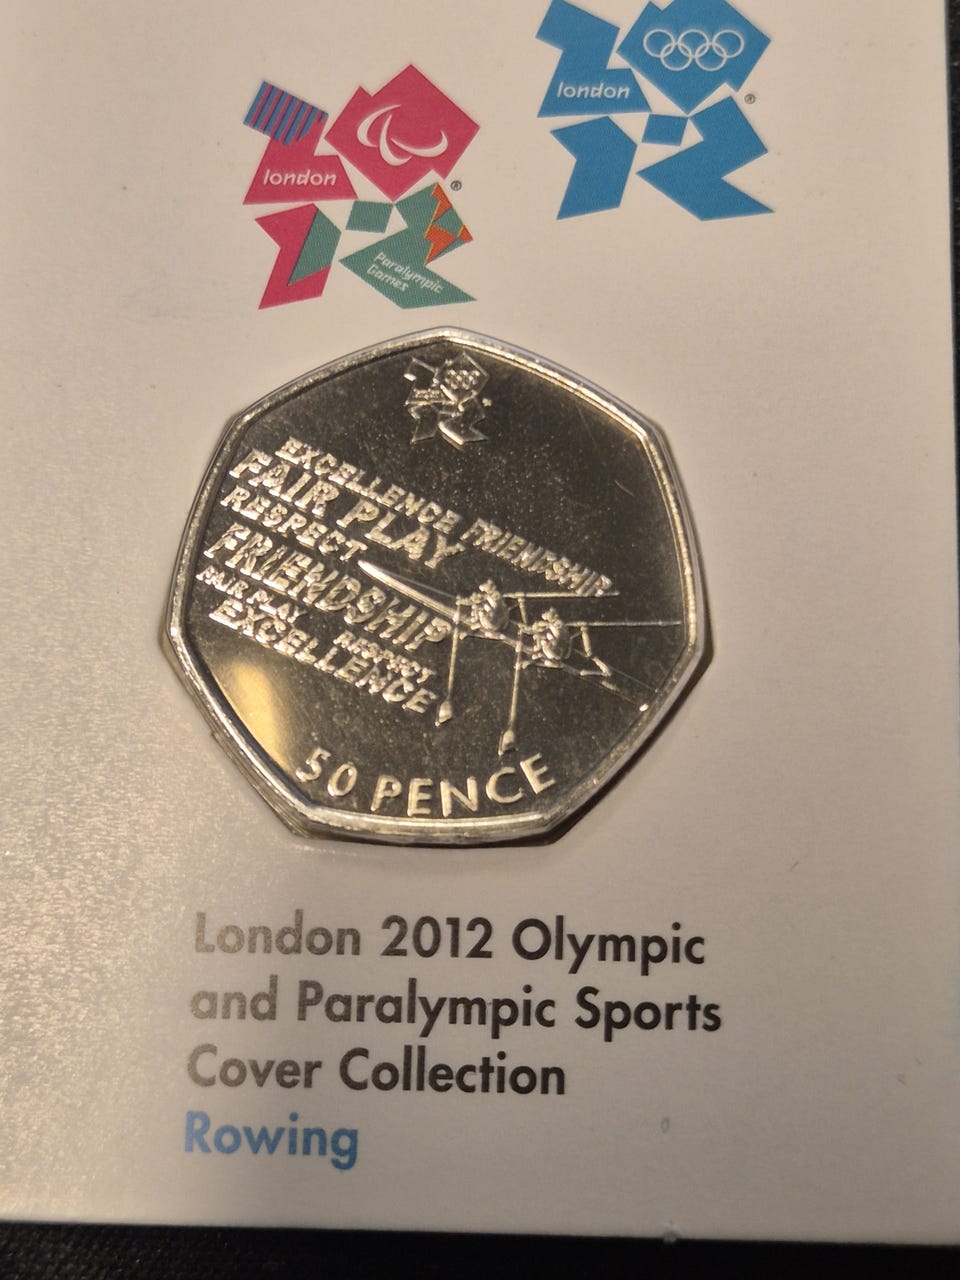 london
london
Paralympic
Games
EXCELLENCE FRIENDSHIP
FAIR PLAY
RESPECT
FRIENDSHIP
FAIR PLAY RESPECT
EXCELLENCE
50 PENCE
London 2012 Olympic
and Paralympic Sports
Cover Collection
Rowing